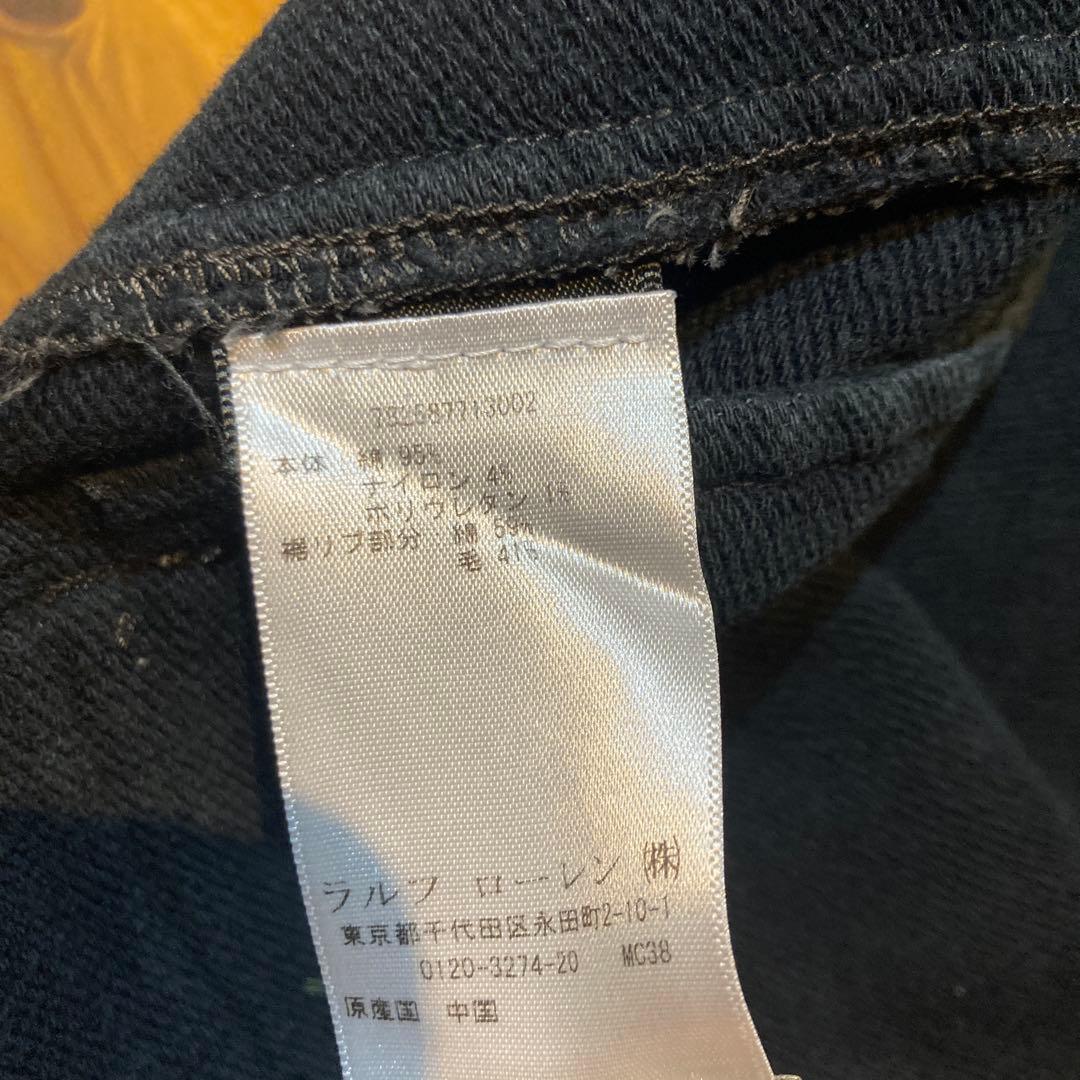 782587713002
本体 綿 95%
ナイロン 4%
ポリウレタン 1%
裾リブ部分 綿 59%
毛 41%
ラルフ ローレン ㈱
東京都千代田区永田町2-10-1
0120-3274-20 MC38
原産国 中国